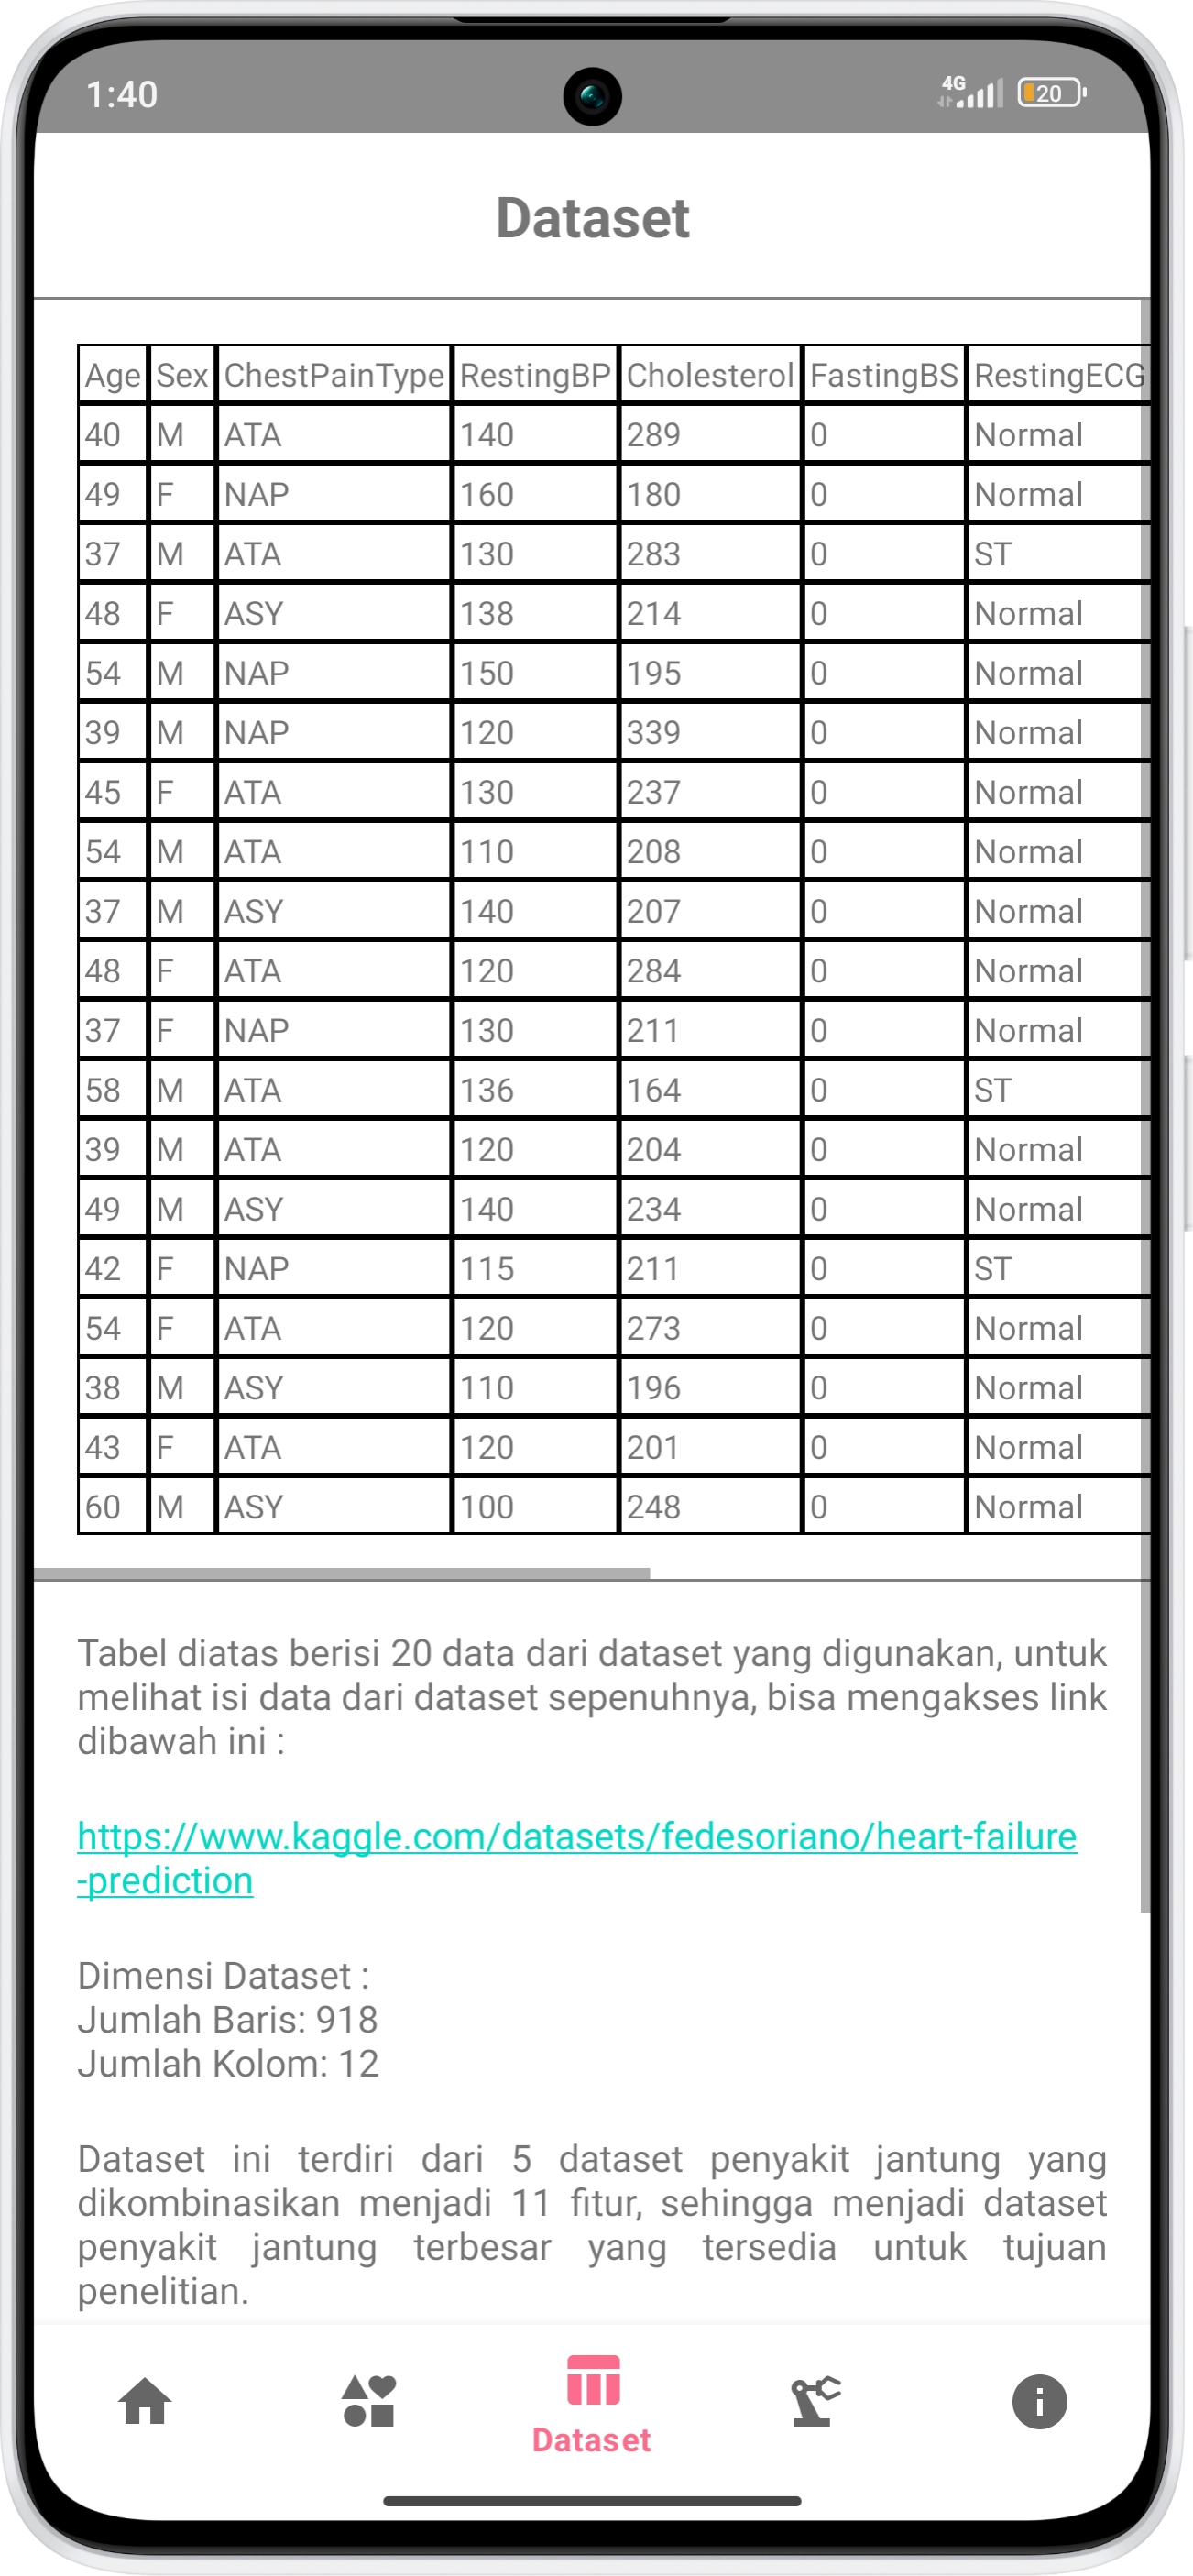 1:40
4G
20
Dataset
Age Sex ChestPainType RestingBP Cholesterol FastingBS RestingECG
40 M ATA 140 289 0 Normal
49 F NAP 160 180 0 Normal
37 M ATA 130 283 0 ST
48 F ASY 138 214 0 Normal
54 M NAP 150 195 0 Normal
39 M NAP 120 339 0 Normal
45 F ATA 130 237 0 Normal
54 M ATA 110 208 0 Normal
37 M ASY 140 207 0 Normal
48 F ATA 120 284 0 Normal
37 F NAP 130 211 0 Normal
58 M ATA 136 164 0 ST
39 M ATA 120 204 0 Normal
49 M ASY 140 234 0 Normal
42 F NAP 115 211 0 ST
54 F ATA 120 273 0 Normal
38 M ASY 110 196 0 Normal
43 F ATA 120 201 0 Normal
60 M ASY 100 248 0 Normal
Tabel diatas berisi 20 data dari dataset yang digunakan, untuk
melihat isi data dari dataset sepenuhnya, bisa mengakses link
dibawah ini :
https://www.kaggle.com/datasets/fedesoriano/heart-failure
-prediction
Dimensi Dataset :
Jumlah Baris: 918
Jumlah Kolom: 12
Dataset ini terdiri dari 5 dataset penyakit jantung yang
dikombinasikan menjadi 11 fitur, sehingga menjadi dataset
penyakit jantung terbesar yang tersedia untuk tujuan
penelitian.
Dataset